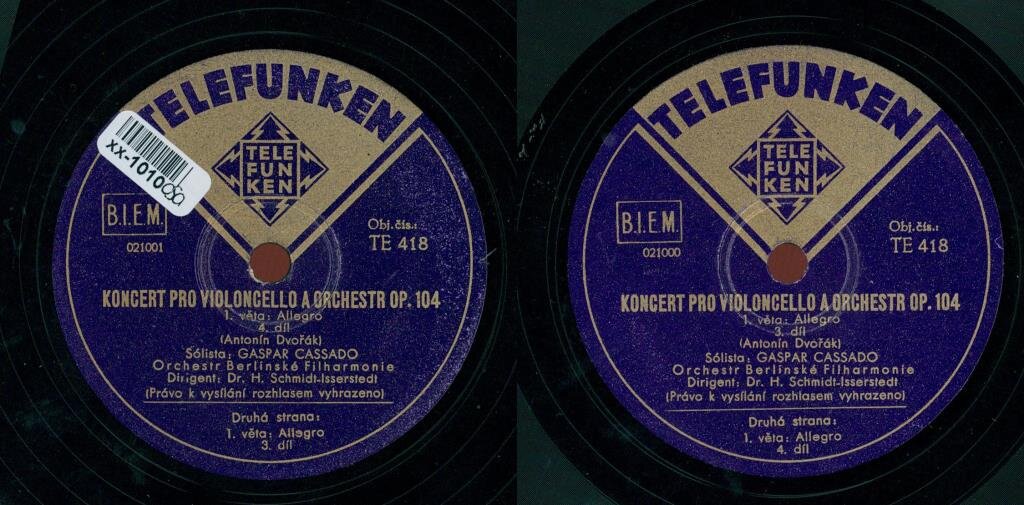 TELEFUNKEN
TELE
FUN
KEN
xx-1010
B.I.E.M.
021001
Obj. čís.:
TE 418
KONCERT PRO VIOLONCELLO A ORCHESTR OP. 104
1. věta: Allegro
4. díl
(Antonín Dvořák)
Sólista: GASPAR CASSADO
Orchestr Berlínské Filharmonie
Dirigent: Dr. H. Schmidt-Isserstedt
(Právo k vysílání rozhlasem vyhrazeno)
Druhá strana:
1. věta: Allegro
3. díl
TELEFUNKEN
TELE
FUN
KEN
B.I.E.M.
021000
Obj. čís.:
TE 418
KONCERT PRO VIOLONCELLO A ORCHESTR OP. 104
1. věta: Allegro
3. díl
(Antonín Dvořák)
Sólista: GASPAR CASSADO
Orchestr Berlínské Filharmonie
Dirigent: Dr. H. Schmidt-Isserstedt
(Právo k vysílání rozhlasem vyhrazeno)
Druhá strana:
1. věta: Allegro
4. díl